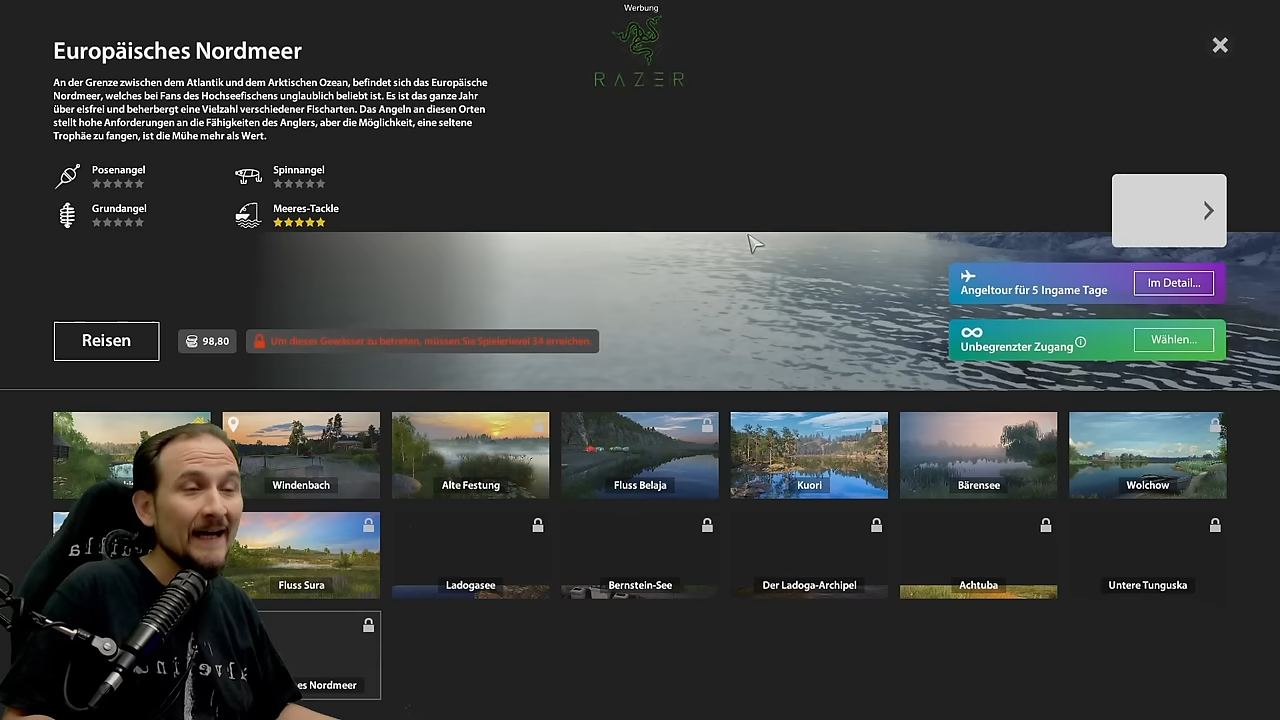 Werbung
RAZER
Europäisches Nordmeer
An der Grenze zwischen dem Atlantik und dem Arktischen Ozean, befindet sich das Europäische
Nordmeer, welches bei Fans des Hochseefischens unglaublich beliebt ist. Es ist das ganze Jahr
über eisfrei und beherbergt eine Vielzahl verschiedener Fischarten. Das Angeln an diesen Orten
stellt hohe Anforderungen an die Fähigkeiten des Anglers, aber die Möglichkeit, eine seltene
Trophäe zu fangen, ist die Mühe mehr als Wert.
Posenangel
Spinnangel
Grundangel
Meeres-Tackle
Angeltour für 5 Ingame Tage
Im Detail...
Reisen
98,80
Um dieses Gewässer zu betreten, müssen Sie Spielerlevel 34 erreichen.
Unbegrenzter Zugang
Wählen...
Windenbach
Alte Festung
Fluss Belaja
Kuori
Bärensee
Wolchow
Fluss Sura
Ladogasee
Bernstein-See
Der Ladoga-Archipel
Achtuba
Untere Tunguska
es Nordmeer